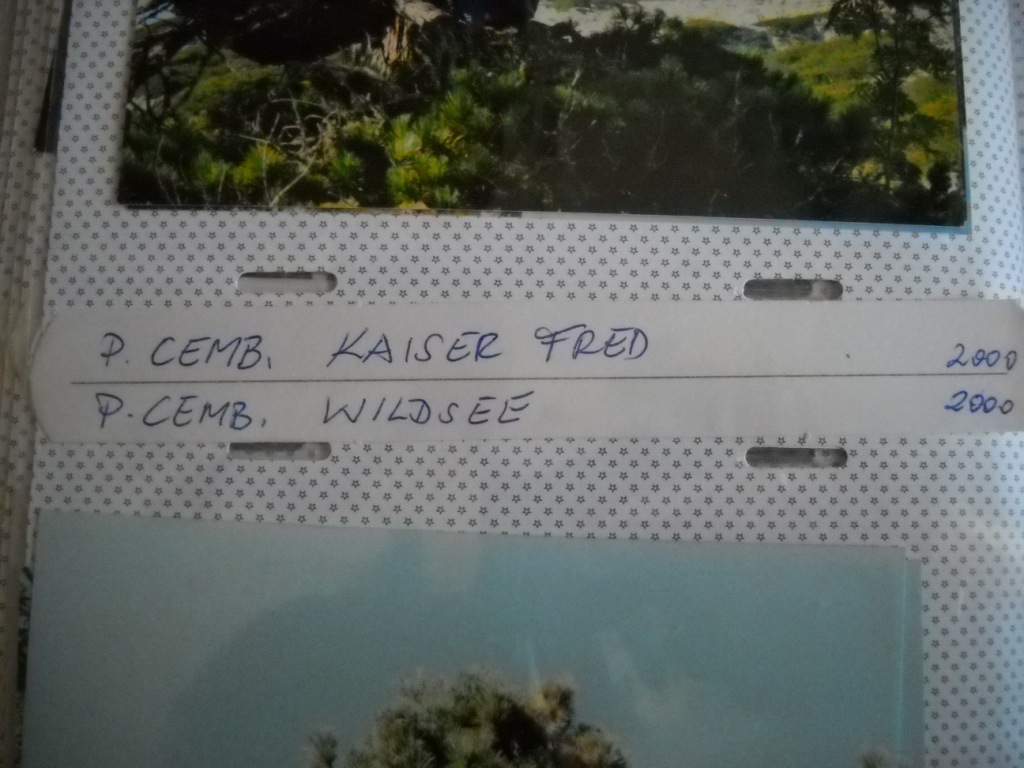 P. CEMB. KAISER FRED 2000
P. CEMB. WILDSEE 2000